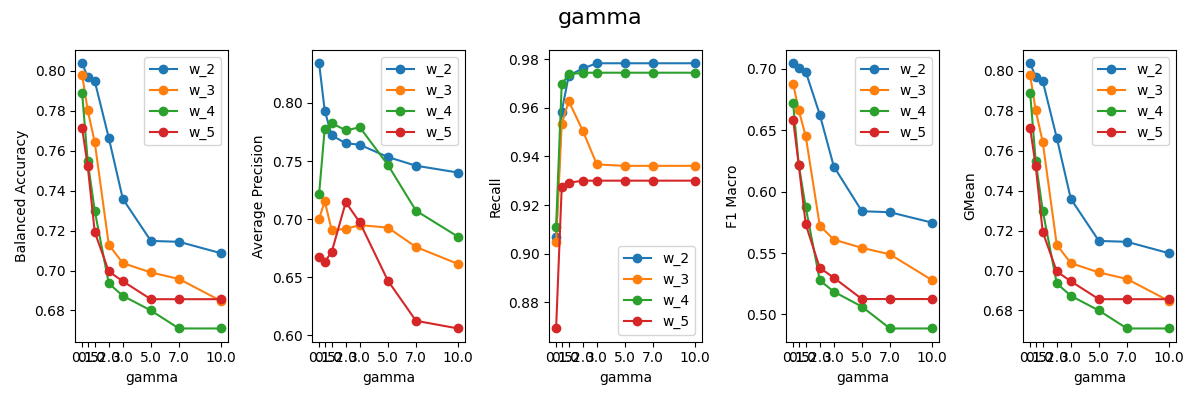 gamma
Balanced Accuracy
0.80
0.78
0.76
0.74
0.72
0.70
0.68
w_2
w_3
w_4
w_5
5.0 7.0 10.0
gamma
Average Precision
0.80
0.75
0.70
0.65
0.60
w_2
w_3
w_4
w_5
5.0 7.0 10.0
gamma
Recall
0.98
0.96
0.94
0.92
0.90
0.88
w_2
w_3
w_4
w_5
5.0 7.0 10.0
gamma
F1 Macro
0.70
0.65
0.60
0.55
0.50
w_2
w_3
w_4
w_5
5.0 7.0 10.0
gamma
GMean
0.80
0.78
0.76
0.74
0.72
0.70
0.68
w_2
w_3
w_4
w_5
5.0 7.0 10.0
gamma